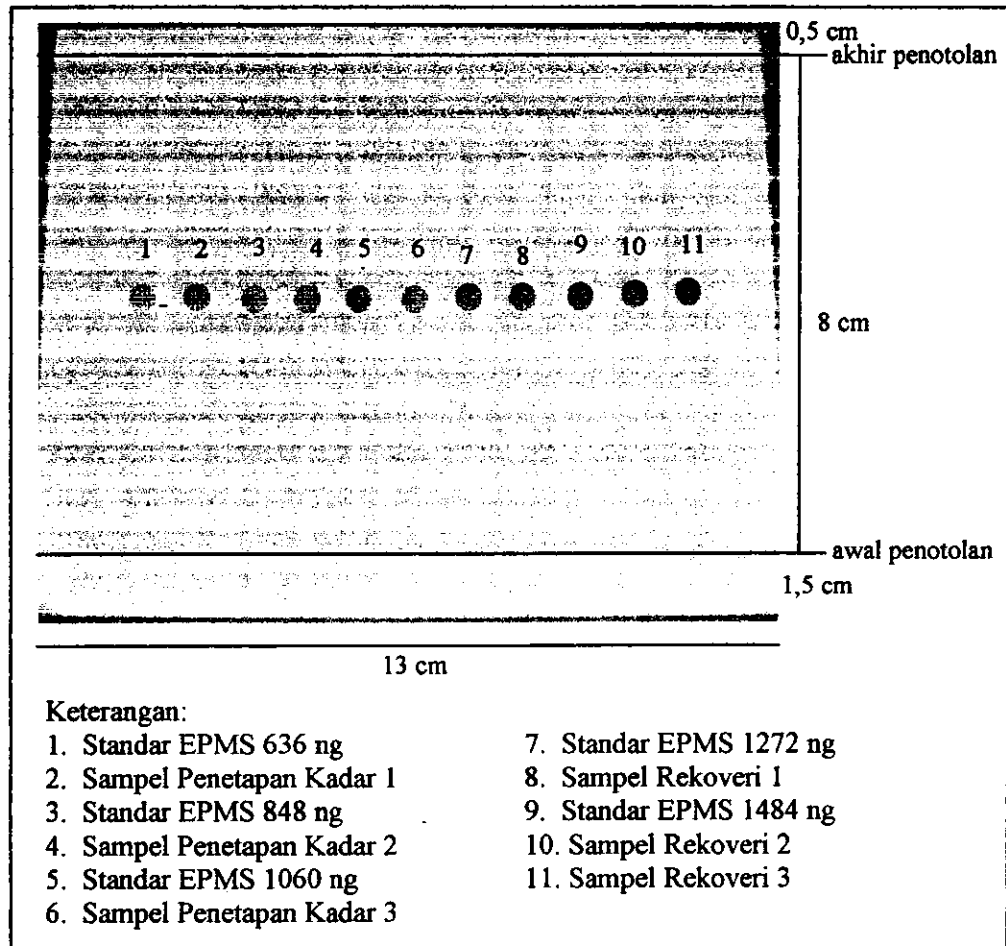 0,5 cm
akhir penotolan
1 2 3 4 5 6 7 8 9 10 11
8 cm
awal penotolan
1,5 cm
13 cm
Keterangan:
1. Standar EPMS 636 ng
2. Sampel Penetapan Kadar 1
3. Standar EPMS 848 ng
4. Sampel Penetapan Kadar 2
5. Standar EPMS 1060 ng
6. Sampel Penetapan Kadar 3
7. Standar EPMS 1272 ng
8. Sampel Rekoveri 1
9. Standar EPMS 1484 ng
10. Sampel Rekoveri 2
11. Sampel Rekoveri 3